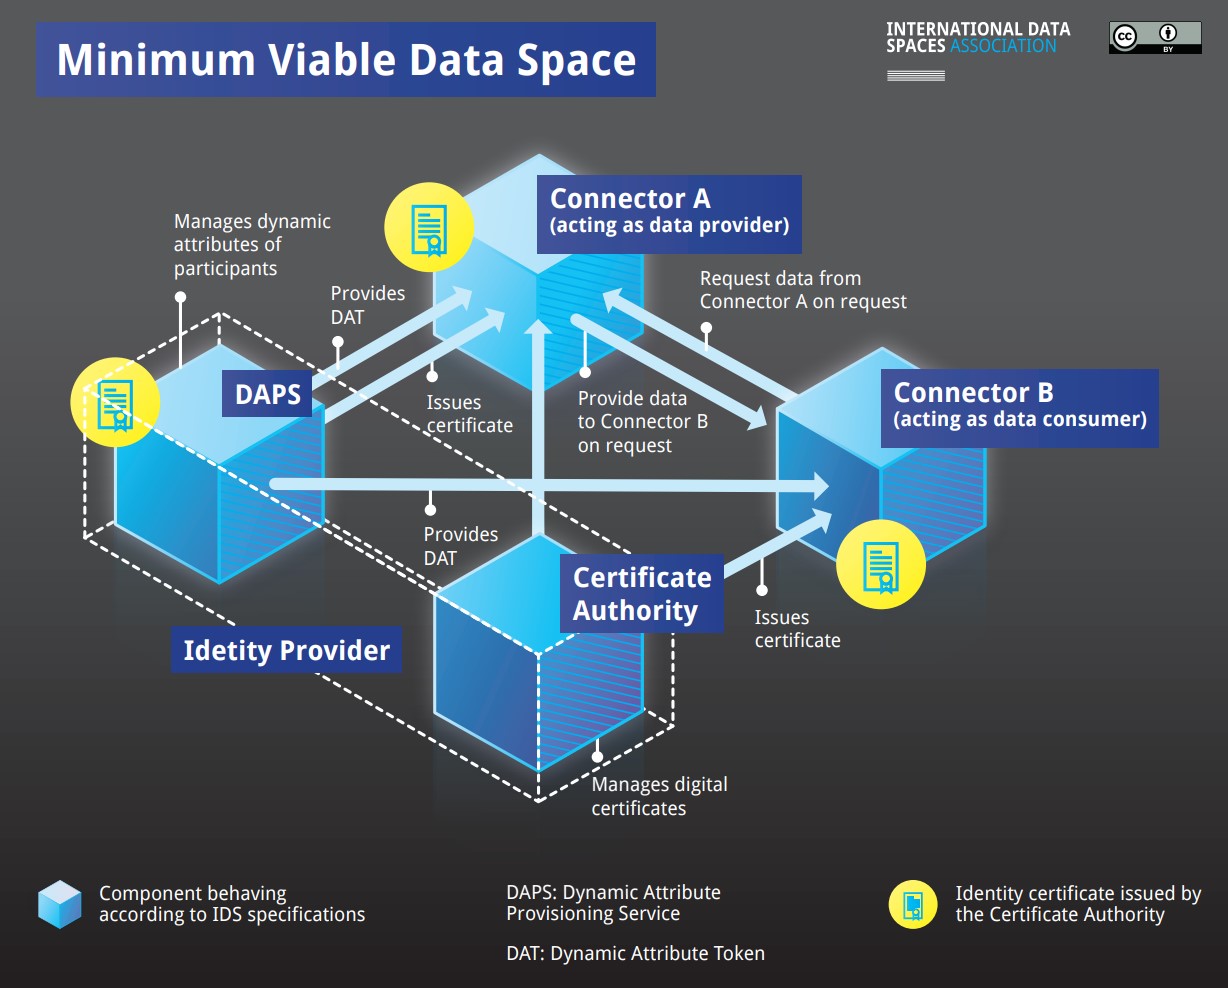 Minimum Viable Data Space
INTERNATIONAL DATA
SPACES ASSOCIATION
cc
BY
Connector A
(acting as data provider)
Manages dynamic
attributes of
participants
Provides
DAT
Request data from
Connector A on request
DAPS
Issues
certificate
Provide data
to Connector B
on request
Connector B
(acting as data consumer)
Provides
DAT
Certificate
Authority
Issues
certificate
Idetity Provider
Manages digital
certificates
Component behaving
according to IDS specifications
DAPS: Dynamic Attribute
Provisioning Service
DAT: Dynamic Attribute Token
Identity certificate issued by
the Certificate Authority